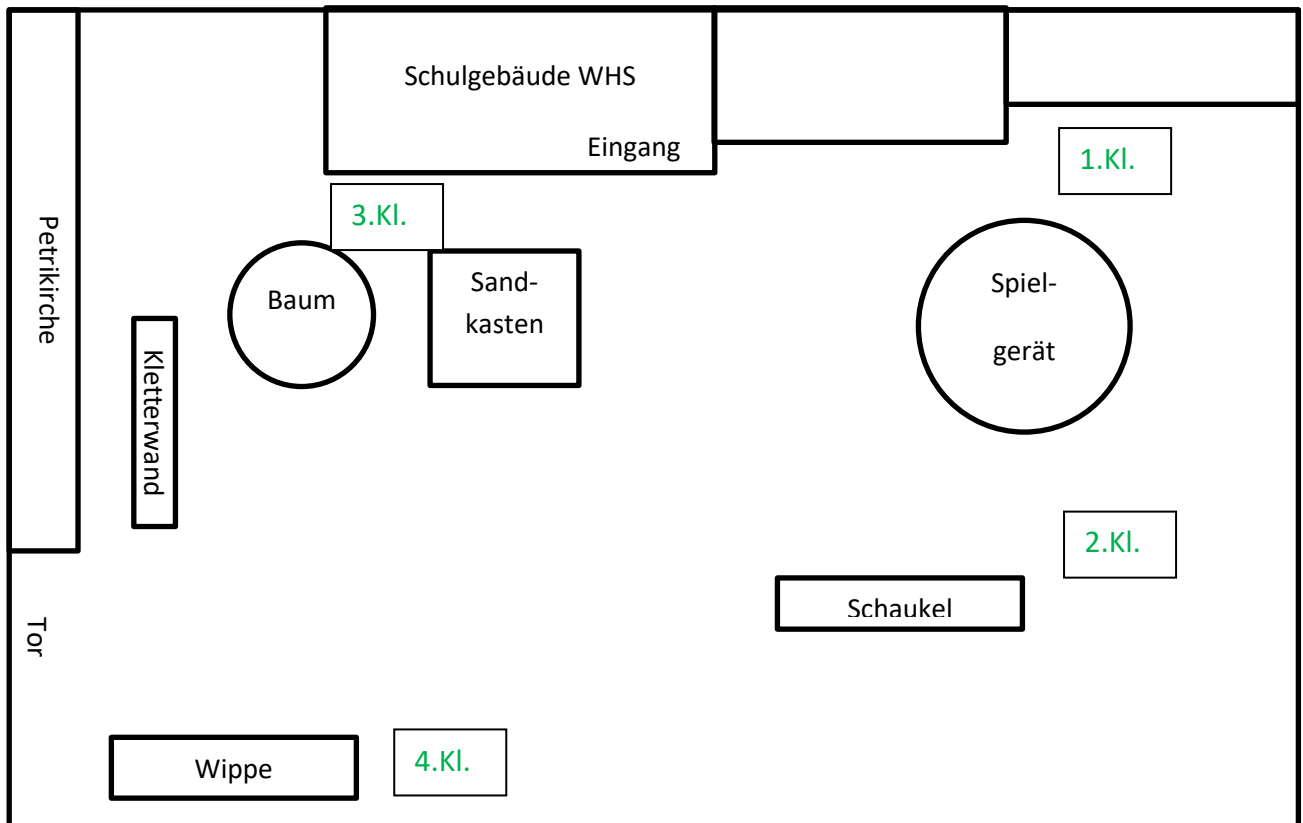 Schulgebäude WHS
Eingang
1.Kl.
3.Kl.
Petrikirche
Baum
Sand-
kasten
Spiel-
gerät
Kletterwand
2.Kl.
Schaukel
Tor
Wippe
4.Kl.